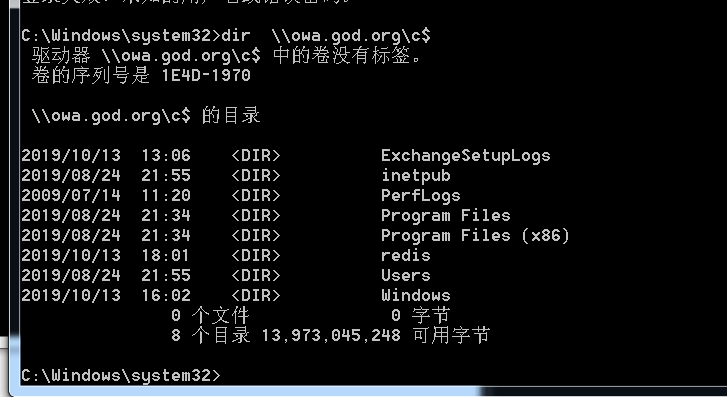 C:\Windows\system32>dir  \\owa.god.org\c$
驱动器 \\owa.god.org\c$ 中的卷没有标签。
卷的序列号是 1E4D-1970
\\owa.god.org\c$ 的目录
2019/10/13  13:06    <DIR>          ExchangeSetupLogs
2019/08/24  21:55    <DIR>          inetpub
2009/07/14  11:20    <DIR>          PerfLogs
2019/08/24  21:34    <DIR>          Program Files
2019/08/24  21:34    <DIR>          Program Files (x86)
2019/10/13  18:01    <DIR>          redis
2019/08/24  21:55    <DIR>          Users
2019/10/13  16:02    <DIR>          Windows
0 个文件              0 字节
8 个目录 13,973,045,248 可用字节
C:\Windows\system32>